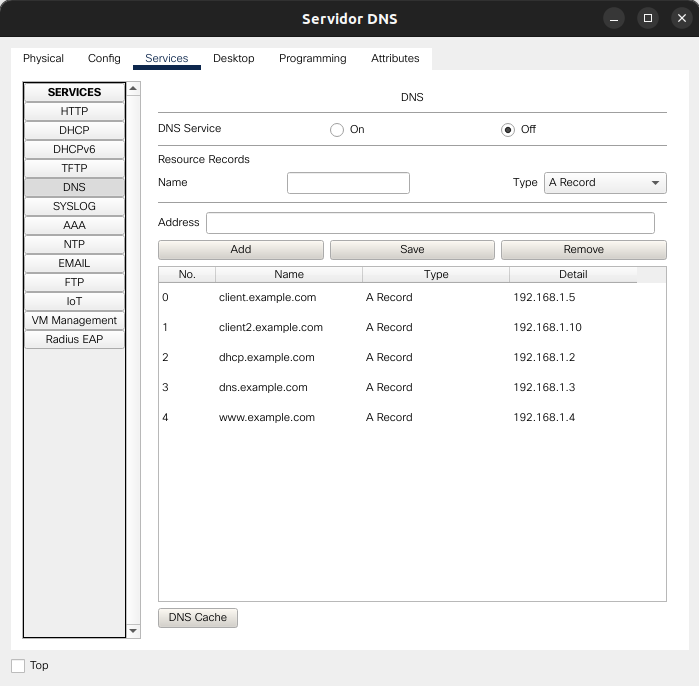 Servidor DNS
Physical Config Services Desktop Programming Attributes
SERVICES
HTTP
DHCP
DHCPv6
TFTP
DNS
SYSLOG
AAA
NTP
EMAIL
FTP
IoT
VM Management
Radius EAP
DNS
DNS Service On Off
Resource Records
Name Type A Record
Address
Add Save Remove
No. Name Type Detail
0 client.example.com A Record 192.168.1.5
1 client2.example.com A Record 192.168.1.10
2 dhcp.example.com A Record 192.168.1.2
3 dns.example.com A Record 192.168.1.3
4 www.example.com A Record 192.168.1.4
DNS Cache
Top